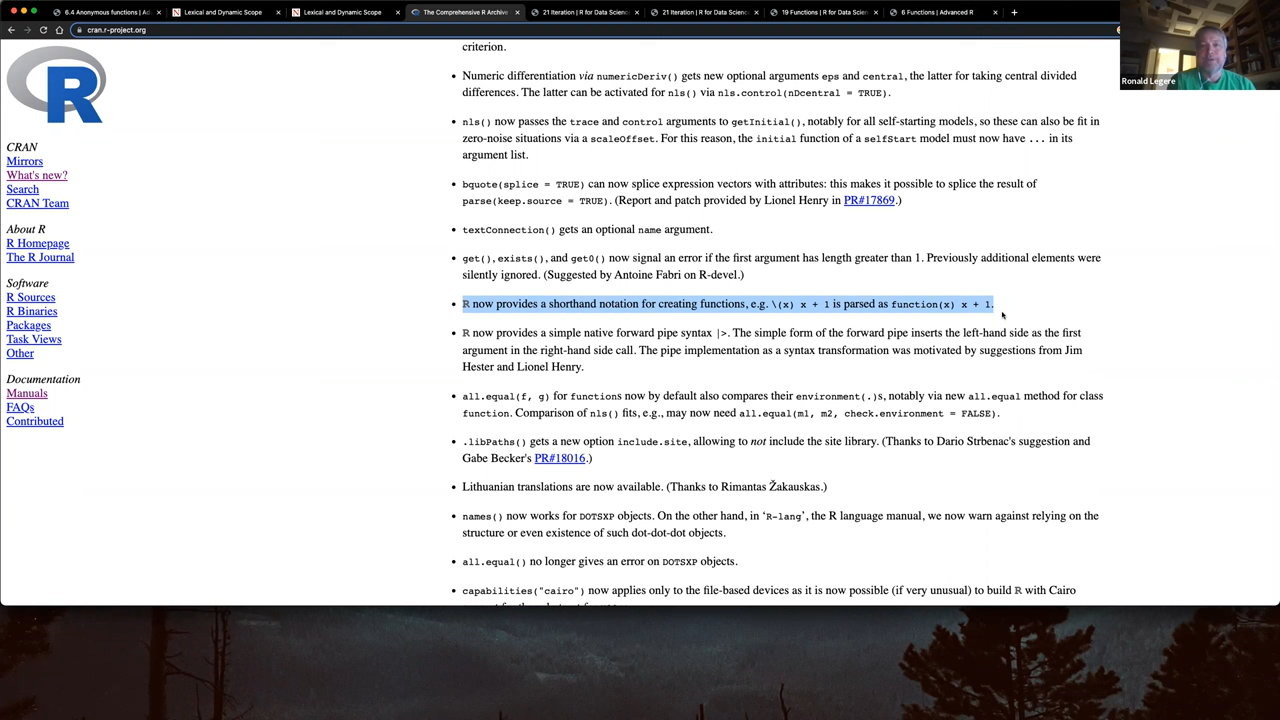 6.4 Anonymous functions | Ad
Lexical and Dynamic Scope
Lexical and Dynamic Scope
The Comprehensive R Archive
21 Iteration | R for Data Scienc
21 Iteration | R for Data Scienc
19 Functions | R for Data Scienc
6 Functions | Advanced R
cran.r-project.org
Ronald Legere
R
CRAN
Mirrors
What's new?
Search
CRAN Team
About R
R Homepage
The R Journal
Software
R Sources
R Binaries
Packages
Task Views
Other
Documentation
Manuals
FAQs
Contributed
criterion.
• Numeric differentiation via numericDeriv() gets new optional arguments eps and central, the latter for taking central divided
differences. The latter can be activated for nls() via nls.control(nDcentral = TRUE).
• nls() now passes the trace and control arguments to getInitial(), notably for all self-starting models, so these can also be fit in
zero-noise situations via a scaleOffset. For this reason, the initial function of a selfStart model must now have ... in its
argument list.
• bquote(splice = TRUE) can now splice expression vectors with attributes: this makes it possible to splice the result of
parse(keep.source = TRUE). (Report and patch provided by Lionel Henry in PR#17869.)
• textConnection() gets an optional name argument.
• get(), exists(), and get0() now signal an error if the first argument has length greater than 1. Previously additional elements were
silently ignored. (Suggested by Antoine Fabri on R-devel.)
• R now provides a shorthand notation for creating functions, e.g. \(x) x + 1 is parsed as function(x) x + 1.
• R now provides a simple native forward pipe syntax |>. The simple form of the forward pipe inserts the left-hand side as the first
argument in the right-hand side call. The pipe implementation as a syntax transformation was motivated by suggestions from Jim
Hester and Lionel Henry.
• all.equal(f, g) for functions now by default also compares their environment(.)s, notably via new all.equal method for class
function. Comparison of nls() fits, e.g., may now need all.equal(m1, m2, check.environment = FALSE).
• .libPaths() gets a new option include.site, allowing to not include the site library. (Thanks to Dario Strbenac's suggestion and
Gabe Becker's PR#18016.)
• Lithuanian translations are now available. (Thanks to Rimantas Žakauskas.)
• names() now works for DOTSXP objects. On the other hand, in ‘R-lang’, the R language manual, we now warn against relying on the
structure or even existence of such dot-dot-dot objects.
• all.equal() no longer gives an error on DOTSXP objects.
• capabilities("cairo") now applies only to the file-based devices as it is now possible (if very unusual) to build R with Cairo